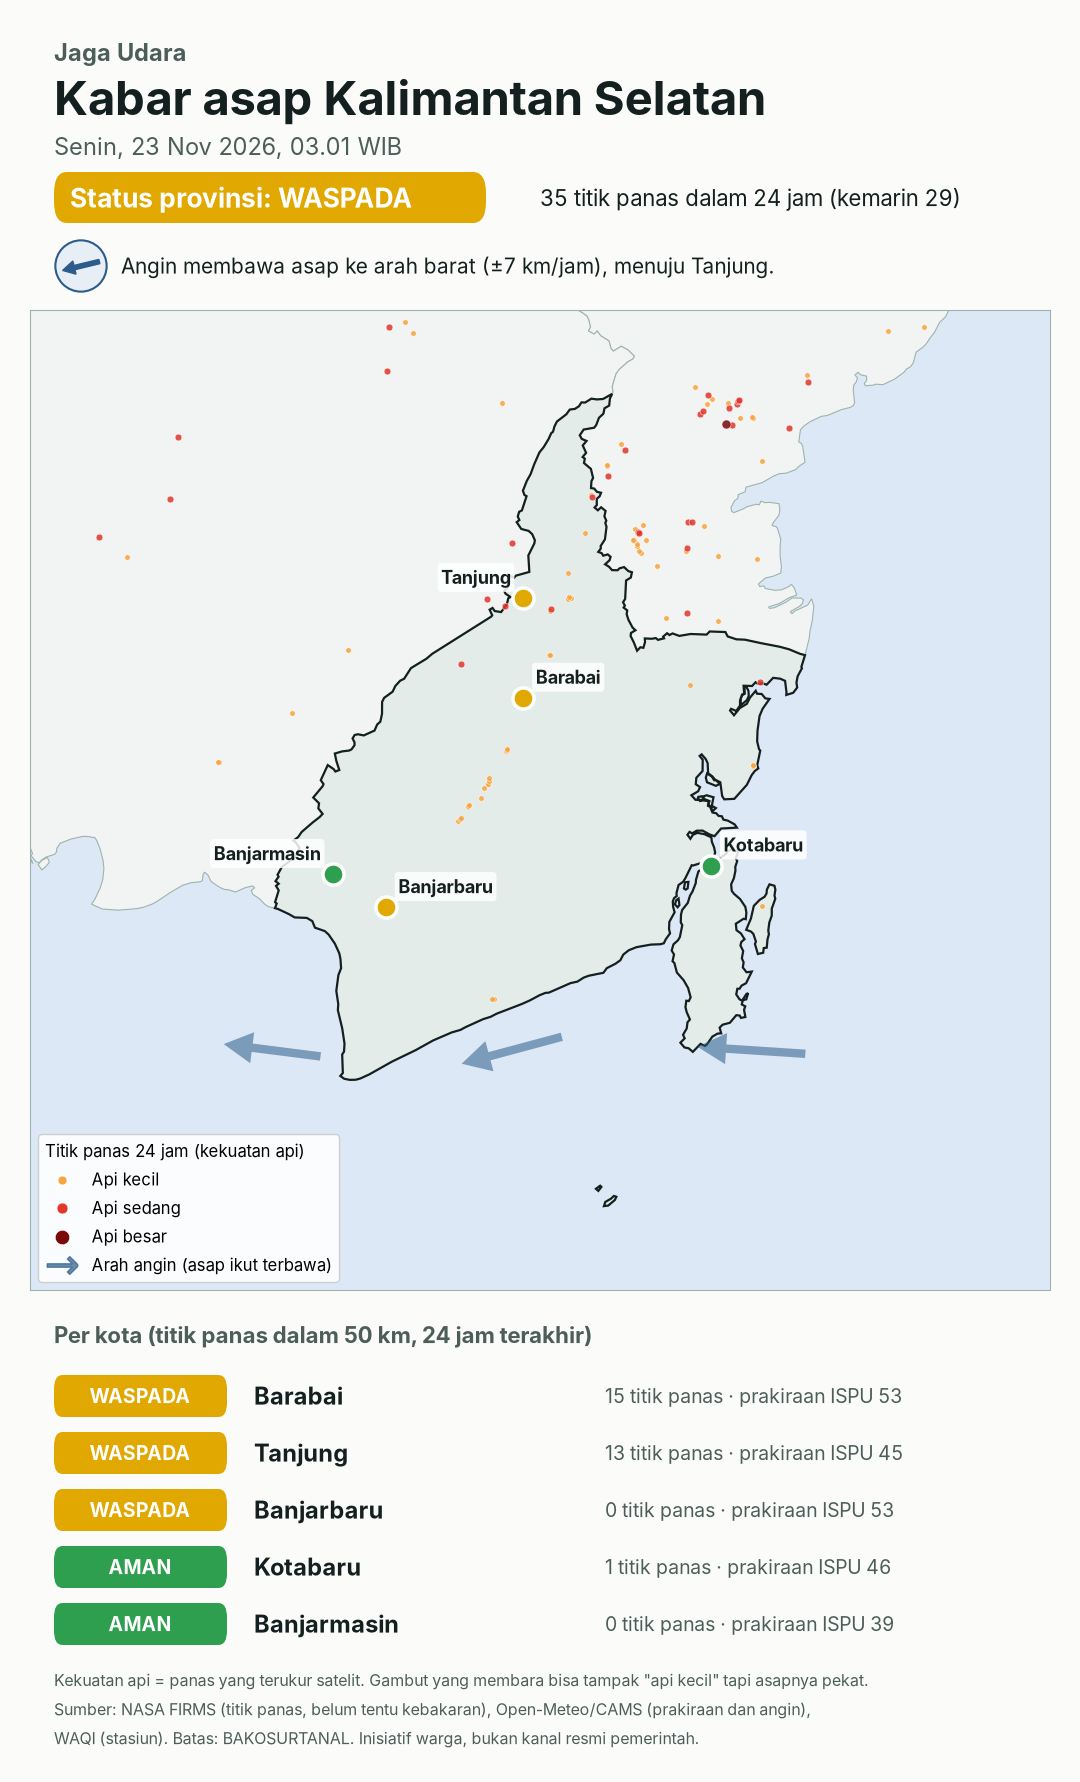 Jaga Udara
Kabar asap Kalimantan Selatan
Senin, 23 Nov 2026, 03.01 WIB
Status provinsi: WASPADA
35 titik panas dalam 24 jam (kemarin 29)
Angin membawa asap ke arah barat (±7 km/jam), menuju Tanjung.
Tanjung
Barabai
Banjarmasin
Kotabaru
Banjarbaru
Titik panas 24 jam (kekuatan api)
Api kecil
Api sedang
Api besar
Arah angin (asap ikut terbawa)
Per kota (titik panas dalam 50 km, 24 jam terakhir)
WASPADA Barabai 15 titik panas · prakiraan ISPU 53
WASPADA Tanjung 13 titik panas · prakiraan ISPU 45
WASPADA Banjarbaru 0 titik panas · prakiraan ISPU 53
AMAN Kotabaru 1 titik panas · prakiraan ISPU 46
AMAN Banjarmasin 0 titik panas · prakiraan ISPU 39
Kekuatan api = panas yang terukur satelit. Gambut yang membara bisa tampak "api kecil" tapi asapnya pekat.
Sumber: NASA FIRMS (titik panas, belum tentu kebakaran), Open-Meteo/CAMS (prakiraan dan angin),
WAQI (stasiun). Batas: BAKOSURTANAL. Inisiatif warga, bukan kanal resmi pemerintah.